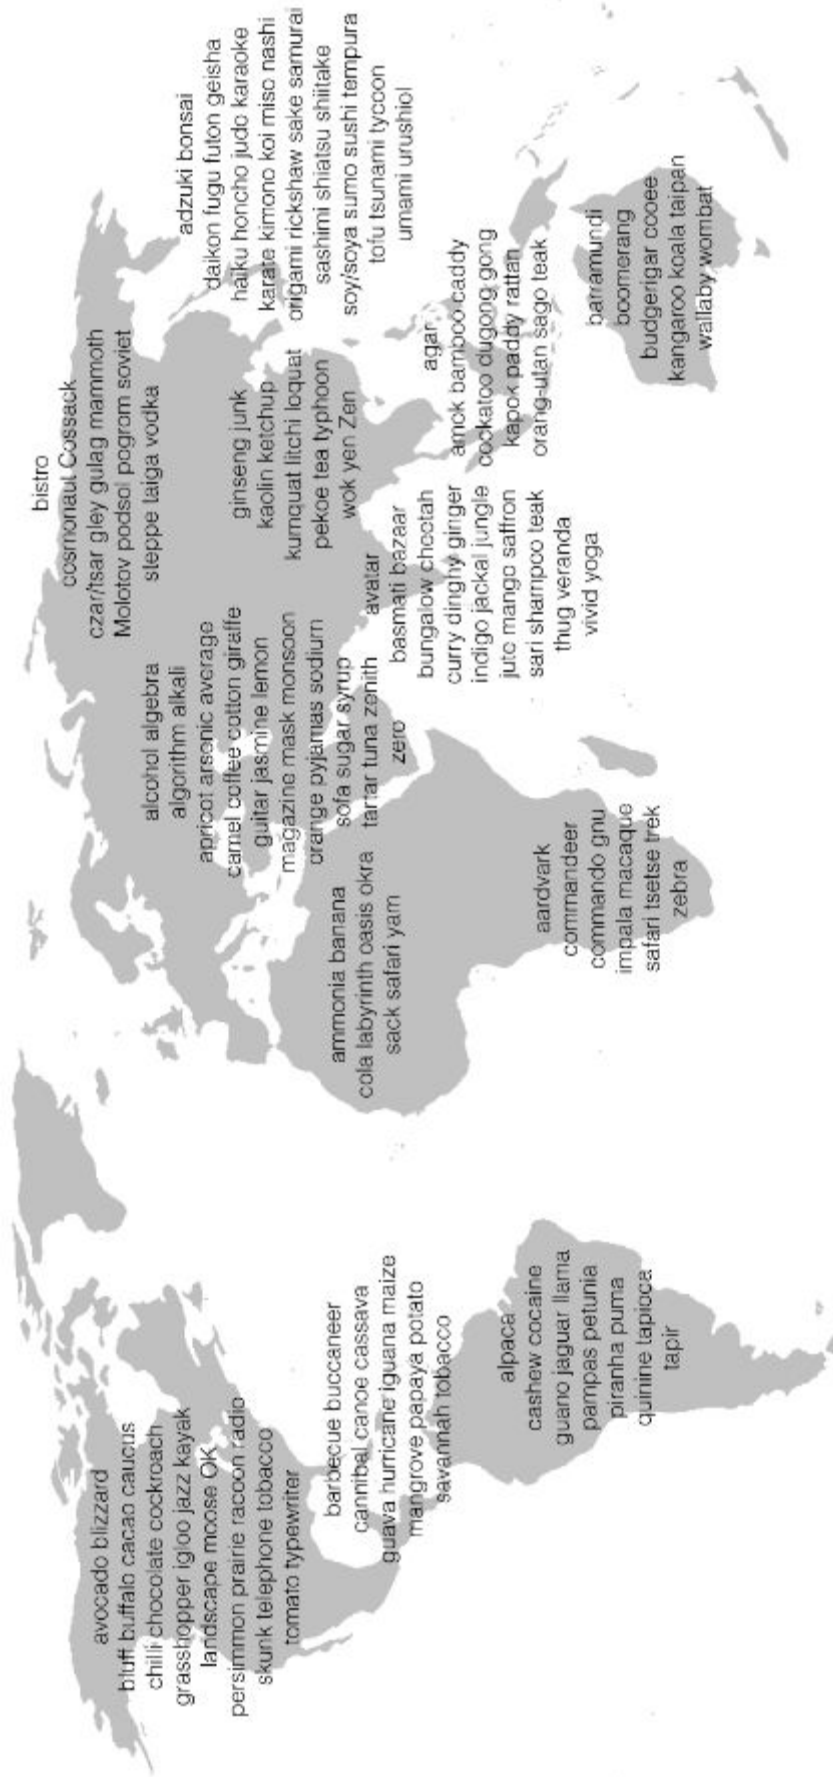 avocado blizzard
bluff buffalo cacao caucus
chilli chocolate cockroach
grasshopper igloo jazz kayak
landscape moose OK
persimmon prairie racoon radio
skunk telephone tobacco
tomato typewriter
barbecue buccaneer
cannibal canoe cassava
guava hurricane iguana maize
mangrove papaya potato
savannah tobacco
alpaca
cashew cocaine
guano jaguar llama
pampas petunia
piranha puma
quinine tapioca
tapir
ammonia banana
cola labyrinth oasis okra
sack safari yam
aardvark
commandeer
commando gnu
impala macaque
safari tsetse trek
zebra
alcohol algebra
algorithm alkali
apricot arsenic average
camel coffee cotton giraffe
guitar jasmine lemon
magazine mask monsoon
orange pyjamas sodium
sofa sugar syrup
tartar tuna zenith
zero
bistro
cosmonaut Cossack
czar/tsar gley gulag mammoth
Molotov podsol pogrom soviet
steppe taiga vodka
avatar
basmati bazaar
bungalow cheetah
curry dinghy ginger
indigo jackal jungle
jute mango saffron
sari shampoo teak
thug veranda
vivid yoga
ginseng junk
kaolin ketchup
kumquat litchi loquat
pekoe tea typhoon
wok yen Zen
adzuki bonsai
daikon fugu futon geisha
haiku honcho judo karaoke
karate kimono koi miso nashi
origami rickshaw sake samurai
sashimi shiatsu shiitake
soy/soya sumo sushi tempura
tofu tsunami tycoon
umami urushiol
agar
amok bamboo caddy
cockatoo dugong gong
kapok paddy rattan
orang-utan sago teak
barramundi
boomerang
budgerigar cooee
kangaroo koala taipan
wallaby wombat